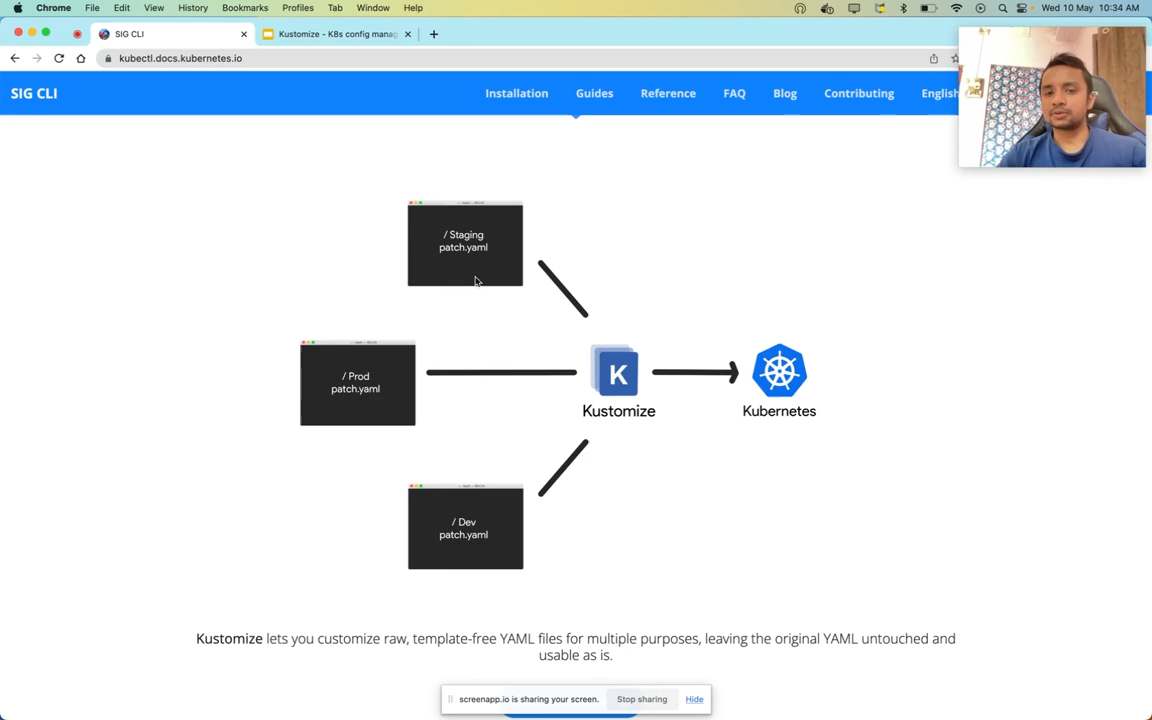 Chrome File Edit View History Bookmarks Profiles Tab Window Help Wed 10 May 10:34 AM
SIG CLI
Kustomize - K8s config manag
kubectl.docs.kubernetes.io
SIG CLI Installation Guides Reference FAQ Blog Contributing English
/ Staging
patch.yaml
/ Prod
patch.yaml
K
Kustomize
Kubernetes
/ Dev
patch.yaml
Kustomize lets you customize raw, template-free YAML files for multiple purposes, leaving the original YAML untouched and
usable as is.
screenapp.io is sharing your screen. Stop sharing Hide